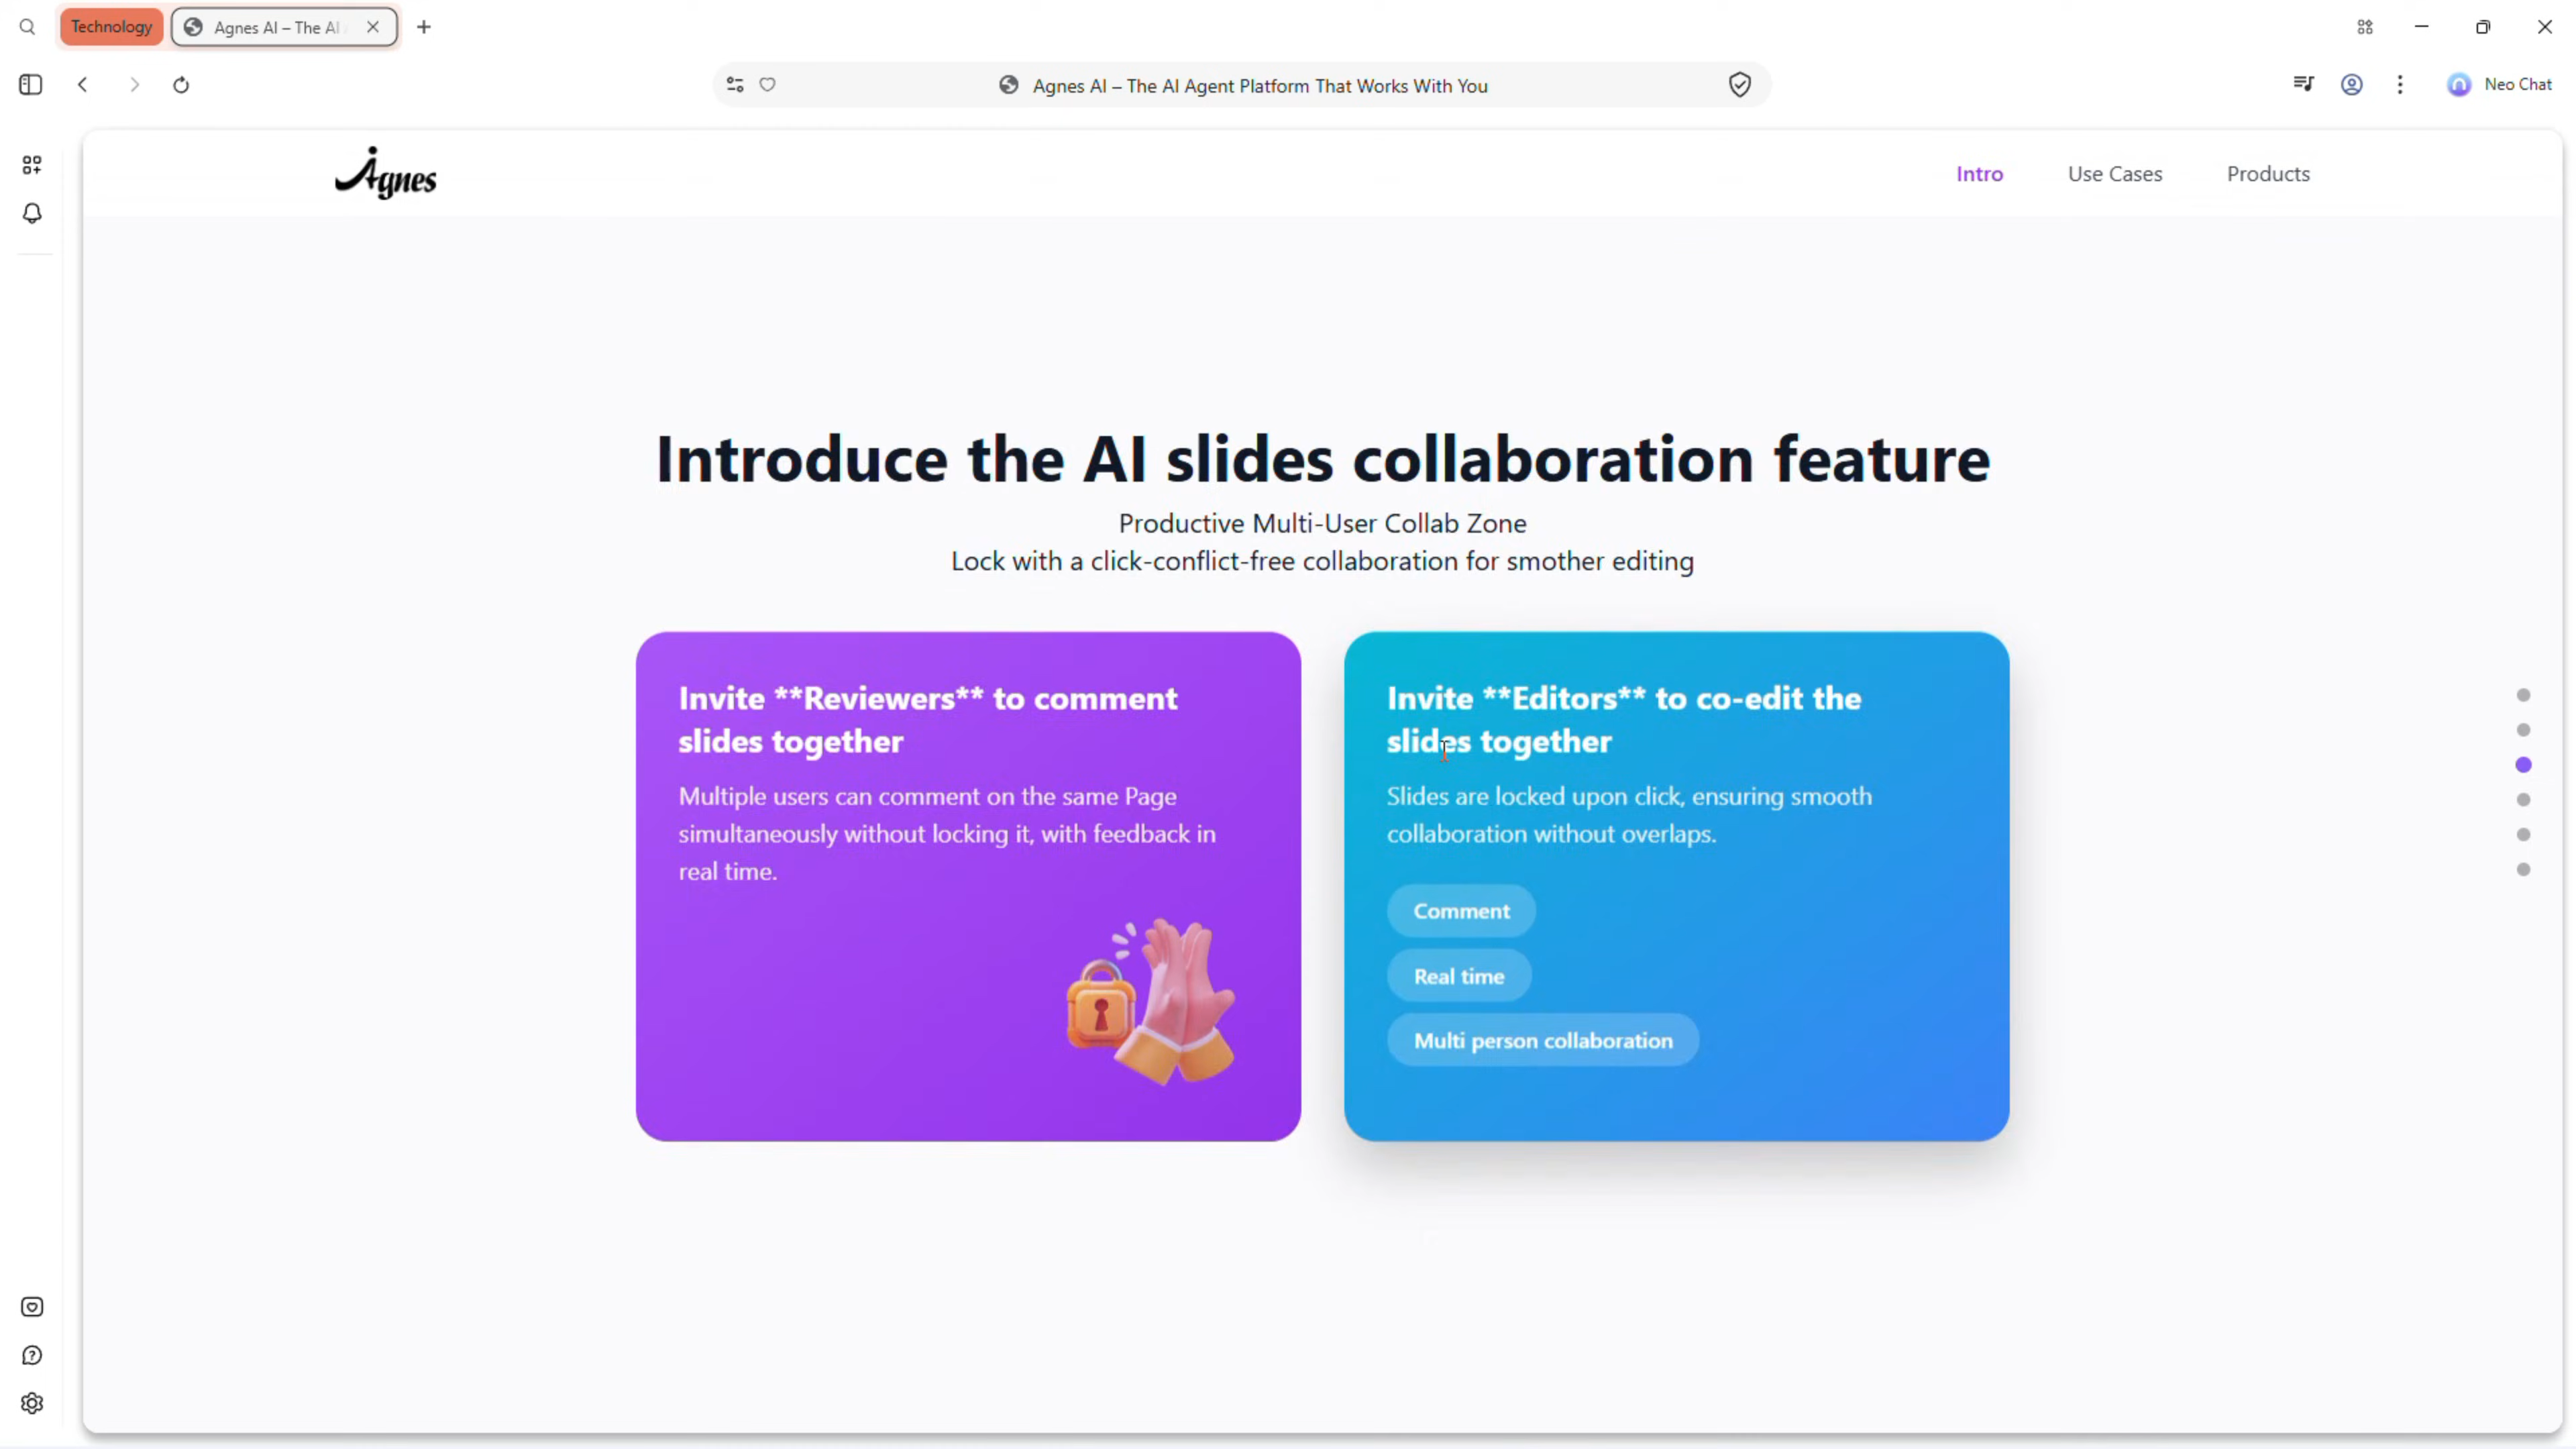 Technology
Agnes AI – The AI
Agnes AI – The AI Agent Platform That Works With You
Neo Chat
Agnes
Intro
Use Cases
Products
Introduce the AI slides collaboration feature
Productive Multi-User Collab Zone
Lock with a click-conflict-free collaboration for smother editing
Invite **Reviewers** to comment
slides together
Multiple users can comment on the same Page
simultaneously without locking it, with feedback in
real time.
Invite **Editors** to co-edit the
slides together
Slides are locked upon click, ensuring smooth
collaboration without overlaps.
Comment
Real time
Multi person collaboration